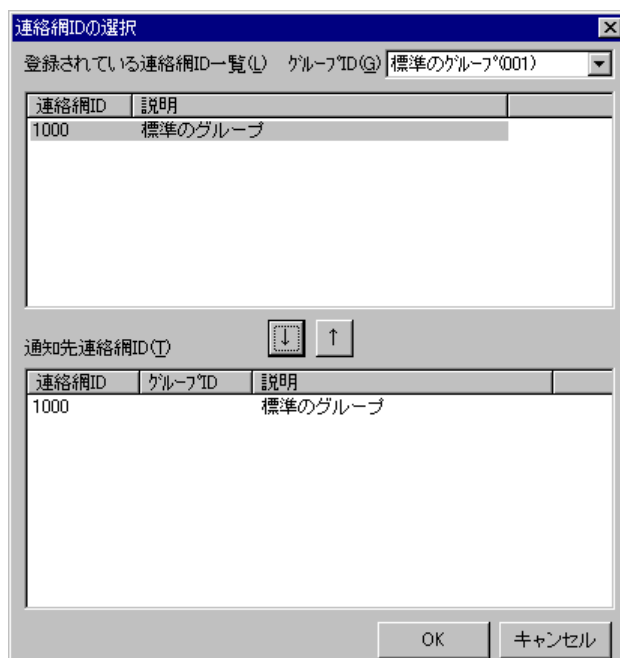 連絡網IDの選択
登録されている連絡網ID一覧(L) ｸﾞﾙｰﾌﾟID(G) 標準のｸﾞﾙｰﾌﾟ(001)
連絡網ID 説明
1000 標準のグループ
↓ ↑
通知先連絡網ID(T)
連絡網ID ｸﾞﾙｰﾌﾟID 説明
1000 標準のグループ
OK キャンセル